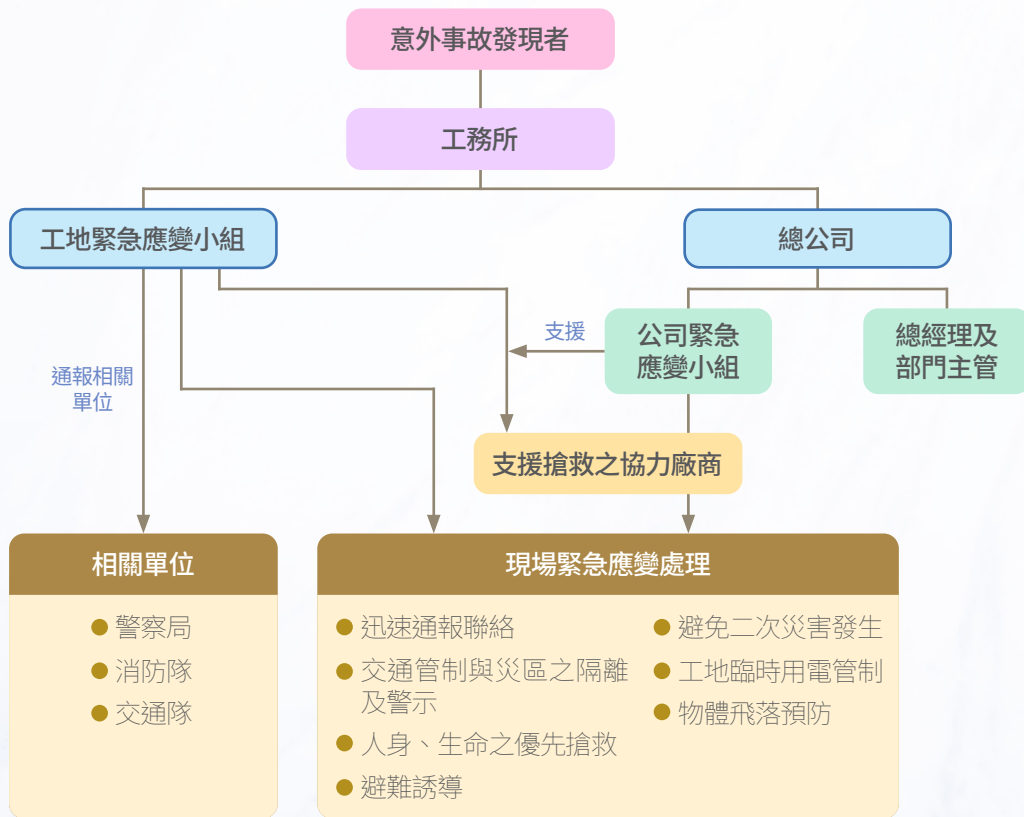 意外事故發現者
工務所
工地緊急應變小組
總公司
支援
公司緊急
應變小組
總經理及
部門主管
通報相關
單位
支援搶救之協力廠商
相關單位
警察局
消防隊
交通隊
現場緊急應變處理
迅速通報聯絡
交通管制與災區之隔離
及警示
人身、生命之優先搶救
避難誘導
避免二次災害發生
工地臨時用電管制
物體飛落預防